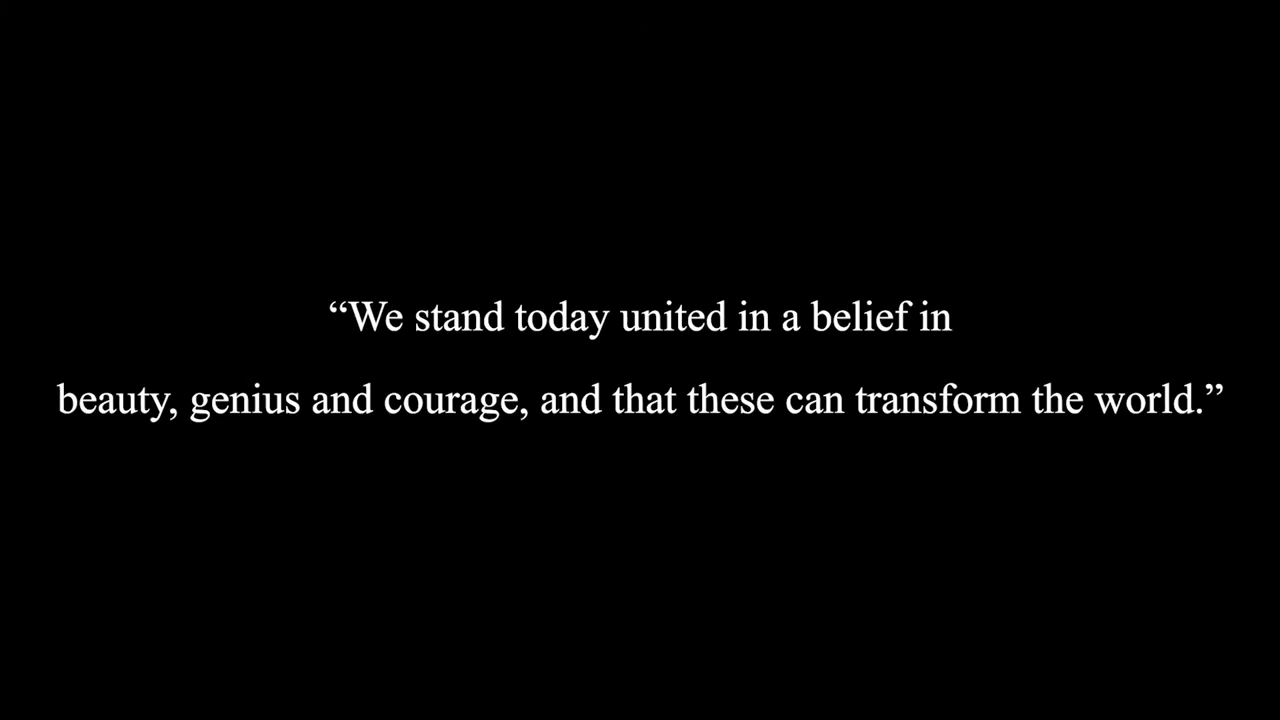 “We stand today united in a belief in
beauty, genius and courage, and that these can transform the world.”